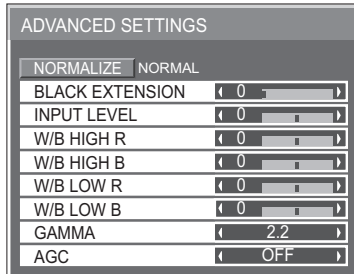 ADVANCED SETTINGS
NORMALIZE NORMAL
BLACK EXTENSION 0
INPUT LEVEL 0
W/B HIGH R 0
W/B HIGH B 0
W/B LOW R 0
W/B LOW B 0
GAMMA 2.2
AGC OFF